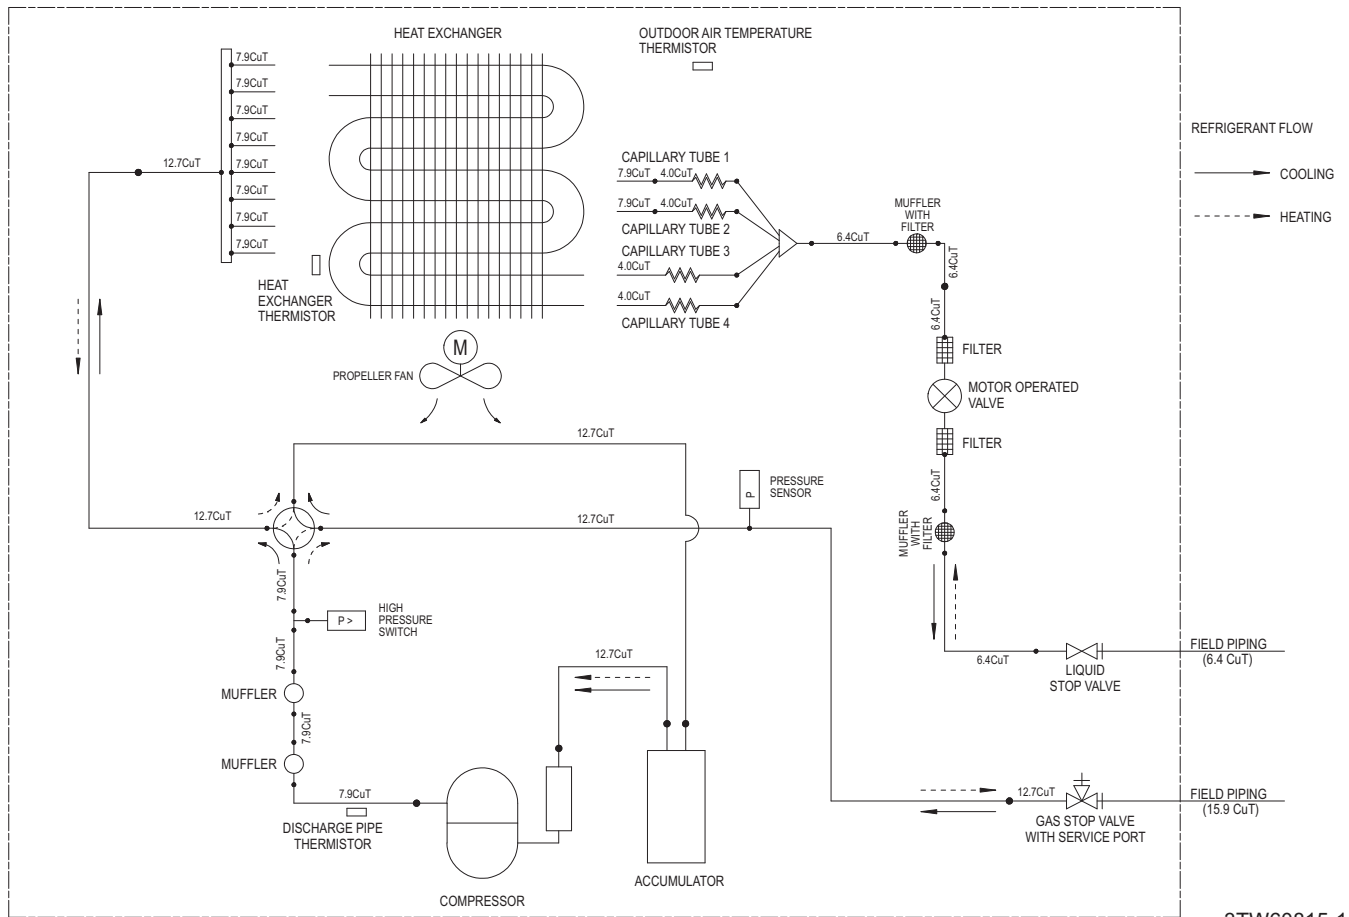 HEAT EXCHANGER
OUTDOOR AIR TEMPERATURE
THERMISTOR
7.9CuT
7.9CuT
7.9CuT
7.9CuT
7.9CuT
7.9CuT
7.9CuT
7.9CuT
12.7CuT
HEAT
EXCHANGER
THERMISTOR
CAPILLARY TUBE 1
7.9CuT 4.0CuT
7.9CuT 4.0CuT
CAPILLARY TUBE 2
CAPILLARY TUBE 3
4.0CuT
4.0CuT
CAPILLARY TUBE 4
6.4CuT
MUFFLER
WITH
FILTER
6.4CuT
6.4CuT
FILTER
MOTOR OPERATED
VALVE
FILTER
6.4CuT
MUFFLER
WITH
FILTER
REFRIGERANT FLOW
COOLING
HEATING
M
PROPELLER FAN
12.7CuT
12.7CuT
12.7CuT
P
PRESSURE
SENSOR
7.9CuT
P >
HIGH
PRESSURE
SWITCH
7.9CuT
MUFFLER
7.9CuT
MUFFLER
7.9CuT
DISCHARGE PIPE
THERMISTOR
COMPRESSOR
12.7CuT
ACCUMULATOR
6.4CuT
LIQUID
STOP VALVE
FIELD PIPING
(6.4 CuT)
12.7CuT
GAS STOP VALVE
WITH SERVICE PORT
FIELD PIPING
(15.9 CuT)